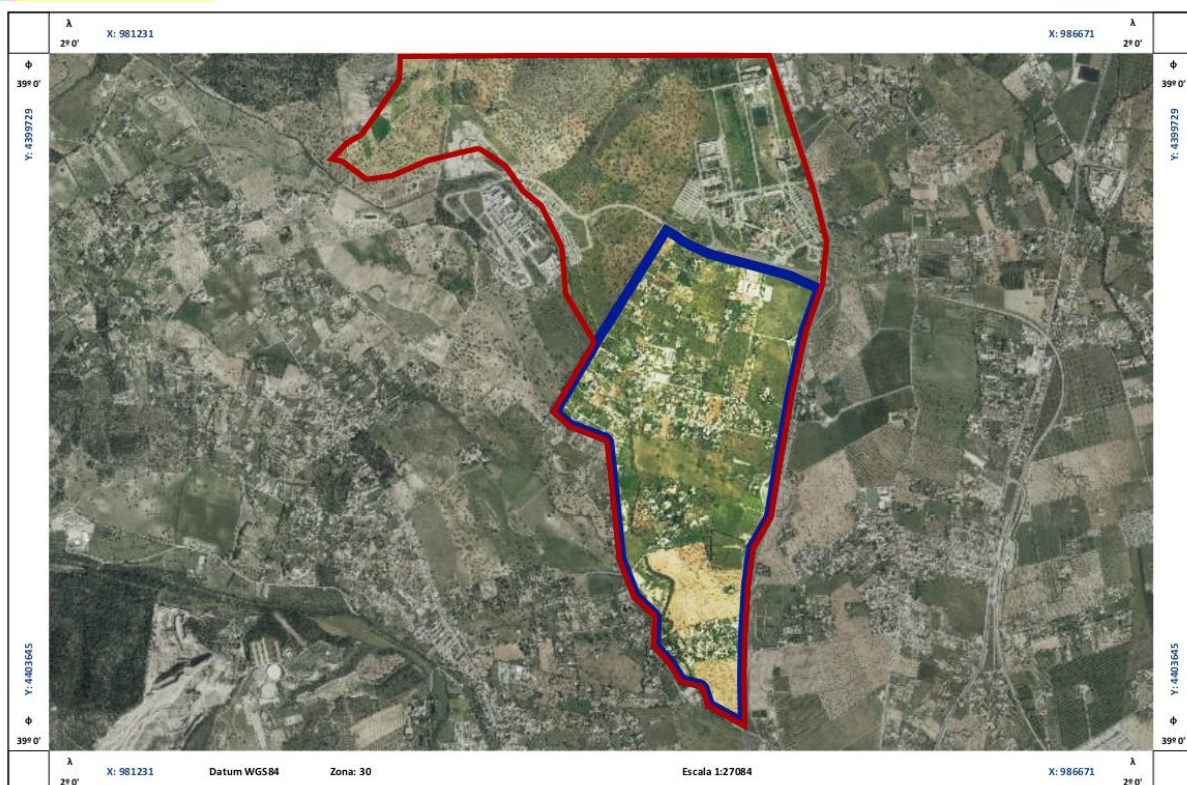 λ
2º 0'
X: 981231
X: 986671
λ
2º 0'
ϕ
39º 0'
Y: 4399729
ϕ
39º 0'
Y: 4399729
Y: 4403645
ϕ
39º 0'
Y: 4403645
ϕ
39º 0'
λ
2º 0'
X: 981231
Datum WGS84
Zona: 30
Escala 1:27084
X: 986671
λ
2º 0'